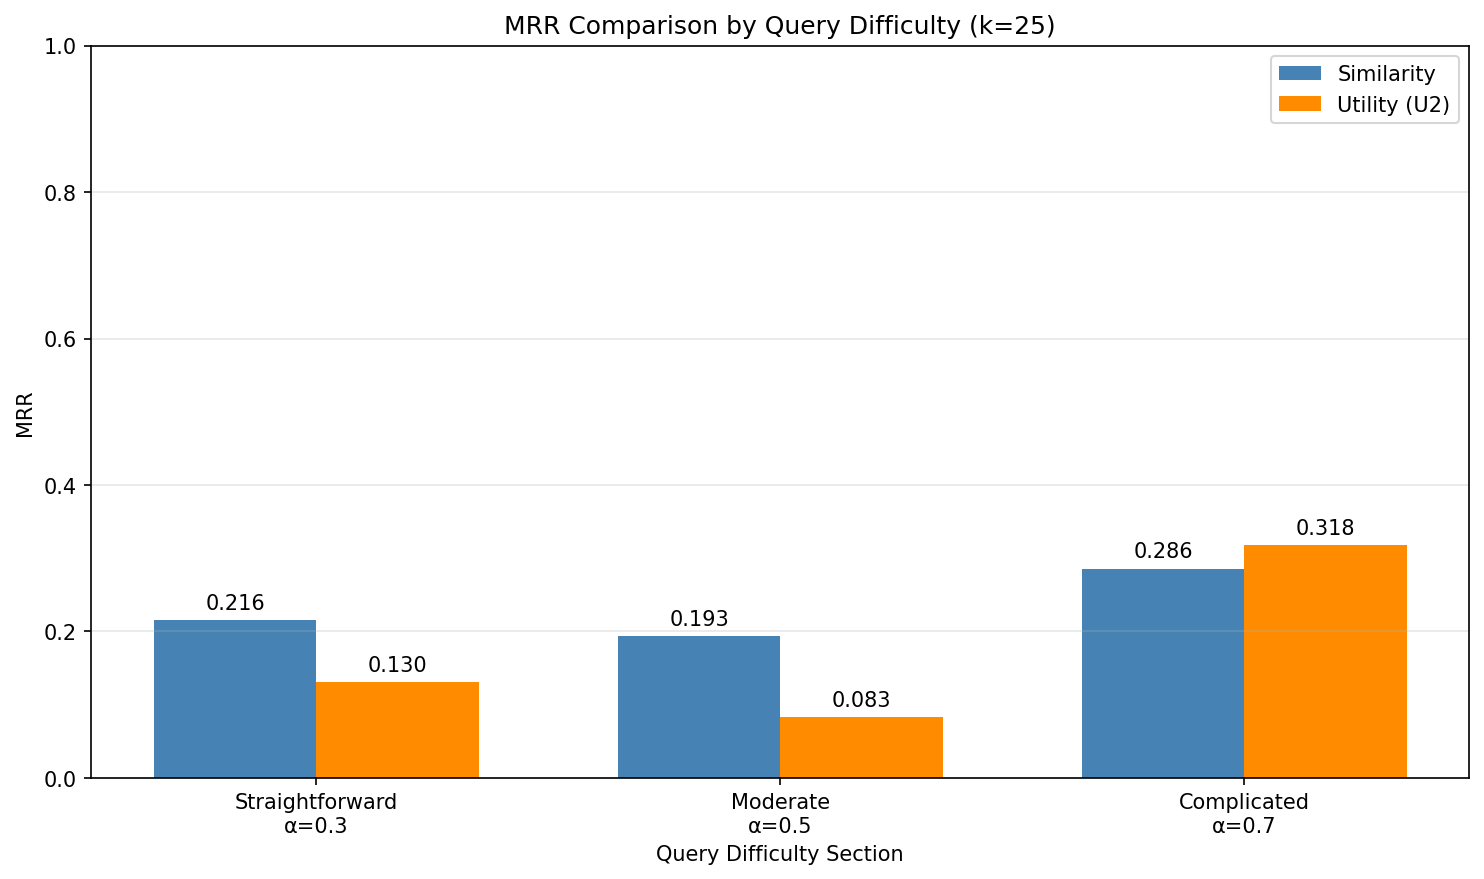 MRR Comparison by Query Difficulty (k=25)
Similarity
Utility (U2)
MRR
1.0
0.8
0.6
0.4
0.2
0.0
0.216
0.130
0.193
0.083
0.286
0.318
Straightforward
α=0.3
Moderate
α=0.5
Complicated
α=0.7
Query Difficulty Section